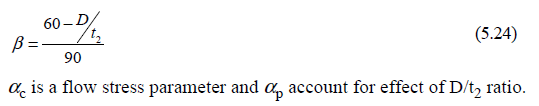 β = (60 − D/t₂)/90 (5.24)
α_c is a flow stress parameter and α_p account for effect of D/t₂ ratio.